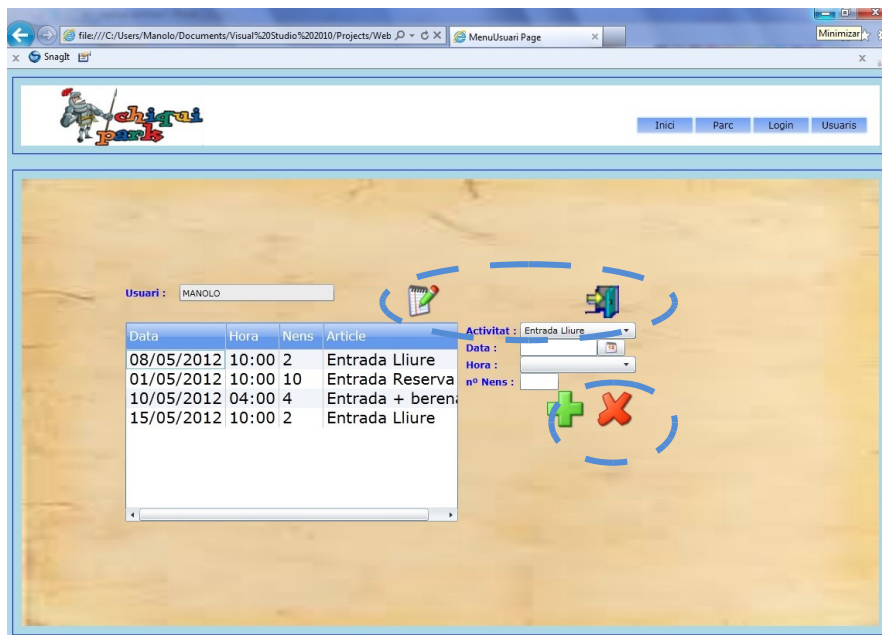 file:///C:/Users/Manolo/Documents/Visual%20Studio%202010/Projects/Web
MenuUsuari Page
Minimizar
SnagIt
chiqui
park
Inici Parc Login Usuaris
Usuari : MANOLO
Activitat : Entrada Lliure
Data :
Hora :
nº Nens :
Data Hora Nens Article
08/05/2012 10:00 2 Entrada Lliure
01/05/2012 10:00 10 Entrada Reserva
10/05/2012 04:00 4 Entrada + beren
15/05/2012 10:00 2 Entrada Lliure